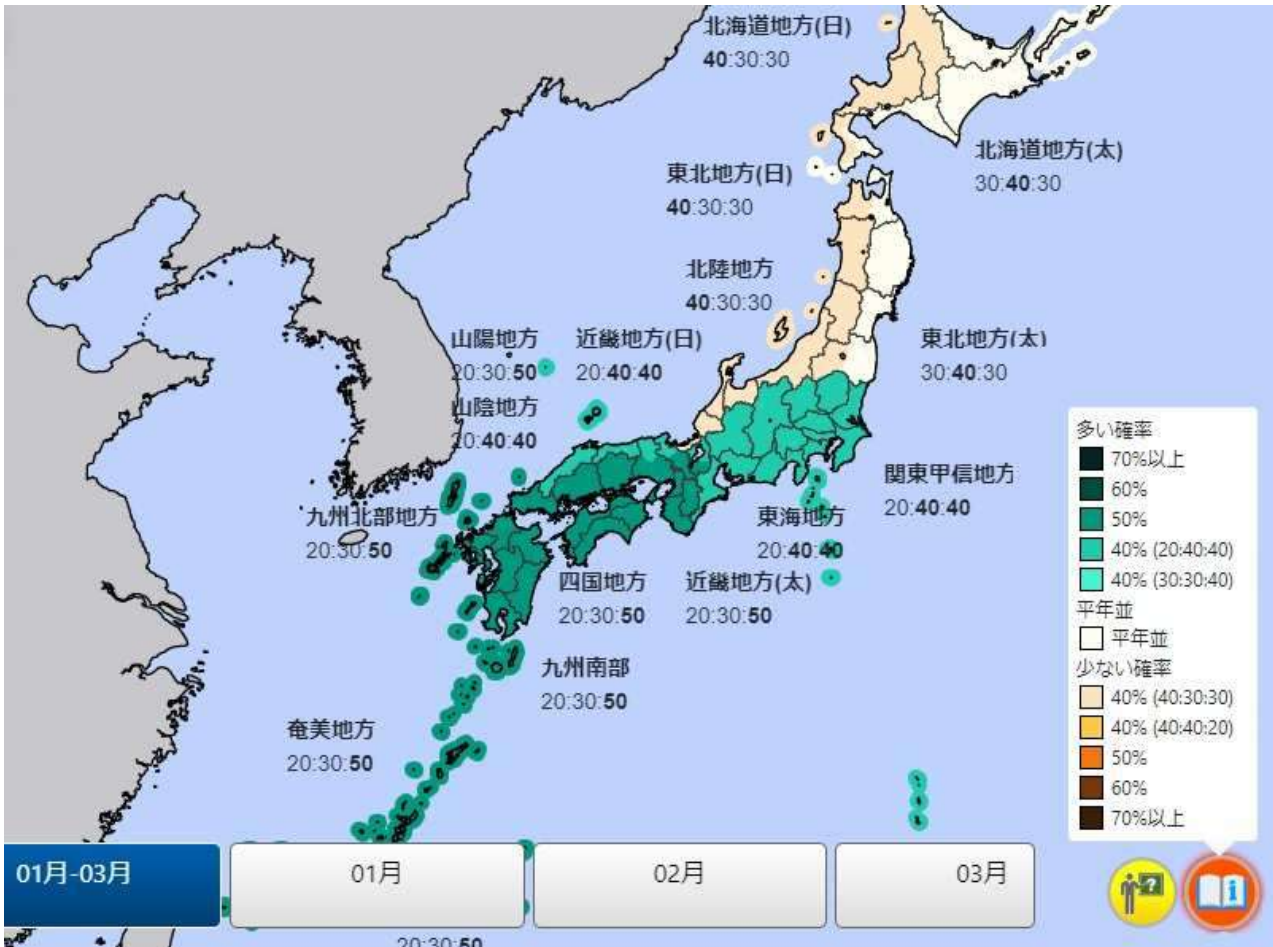 北海道地方(日)
40:30:30
北海道地方(太)
30:40:30
東北地方(日)
40:30:30
北陸地方
40:30:30
東北地方(太)
30:40:30
山陽地方
20:30:50
近畿地方(日)
20:40:40
山陰地方
20:40:40
関東甲信地方
20:40:40
九州北部地方
20:30:50
東海地方
20:40:40
四国地方
20:30:50
近畿地方(太)
20:30:50
九州南部
20:30:50
奄美地方
20:30:50
多い確率
70%以上
60%
50%
40% (20:40:40)
40% (30:30:40)
平年並
平年並
少ない確率
40% (40:30:30)
40% (40:40:20)
50%
60%
70%以上
01月-03月
01月
02月
03月
20:30:50